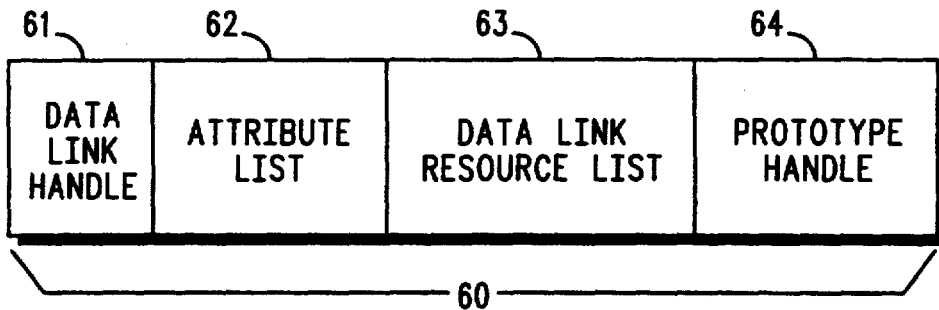 61 62 63 64
DATA
LINK
HANDLE
ATTRIBUTE
LIST
DATA LINK
RESOURCE LIST
PROTOTYPE
HANDLE
60